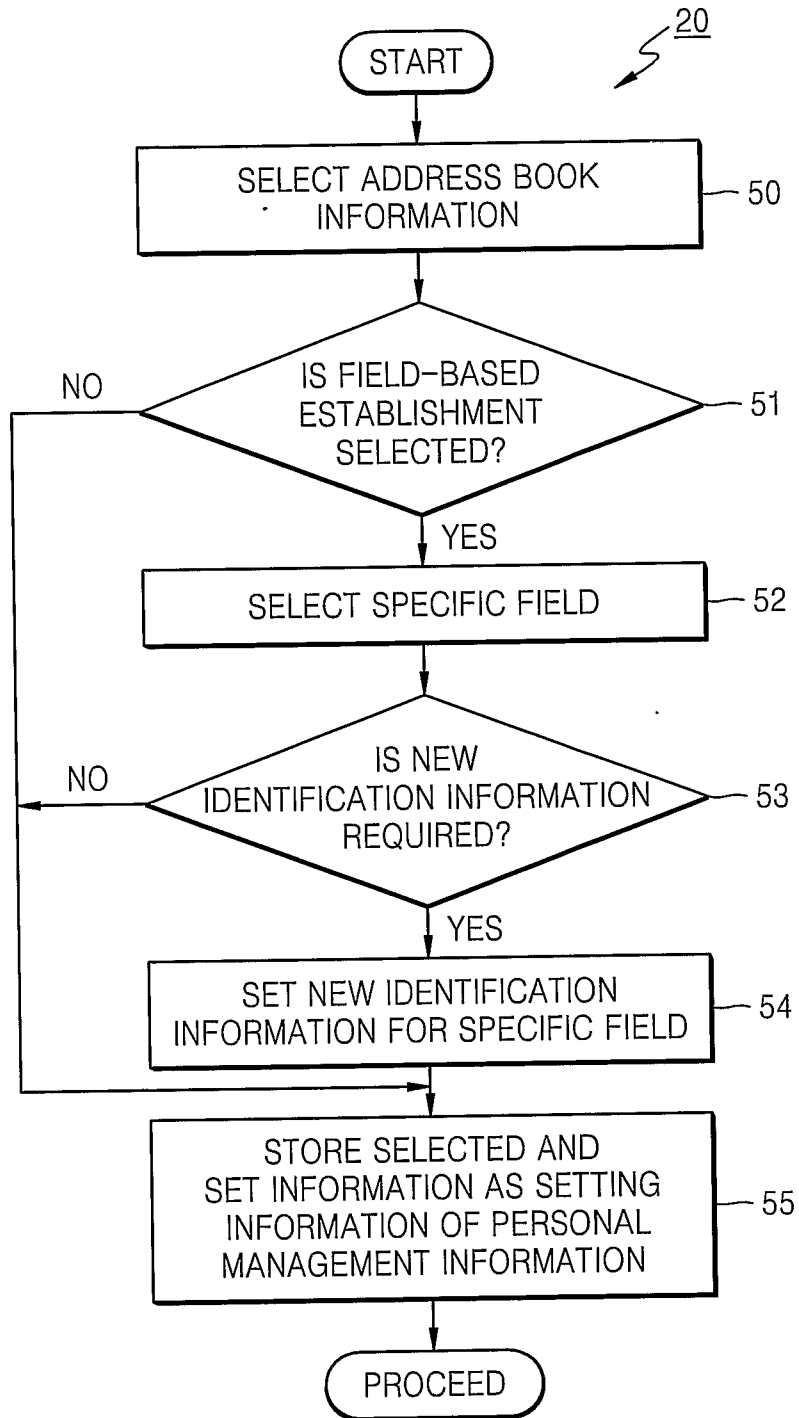 20
START
SELECT ADDRESS BOOK
INFORMATION
50
IS FIELD-BASED
ESTABLISHMENT
SELECTED?
51
NO
YES
SELECT SPECIFIC FIELD
52
IS NEW
IDENTIFICATION INFORMATION
REQUIRED?
53
NO
YES
SET NEW IDENTIFICATION
INFORMATION FOR SPECIFIC FIELD
54
STORE SELECTED AND
SET INFORMATION AS SETTING
INFORMATION OF PERSONAL
MANAGEMENT INFORMATION
55
PROCEED